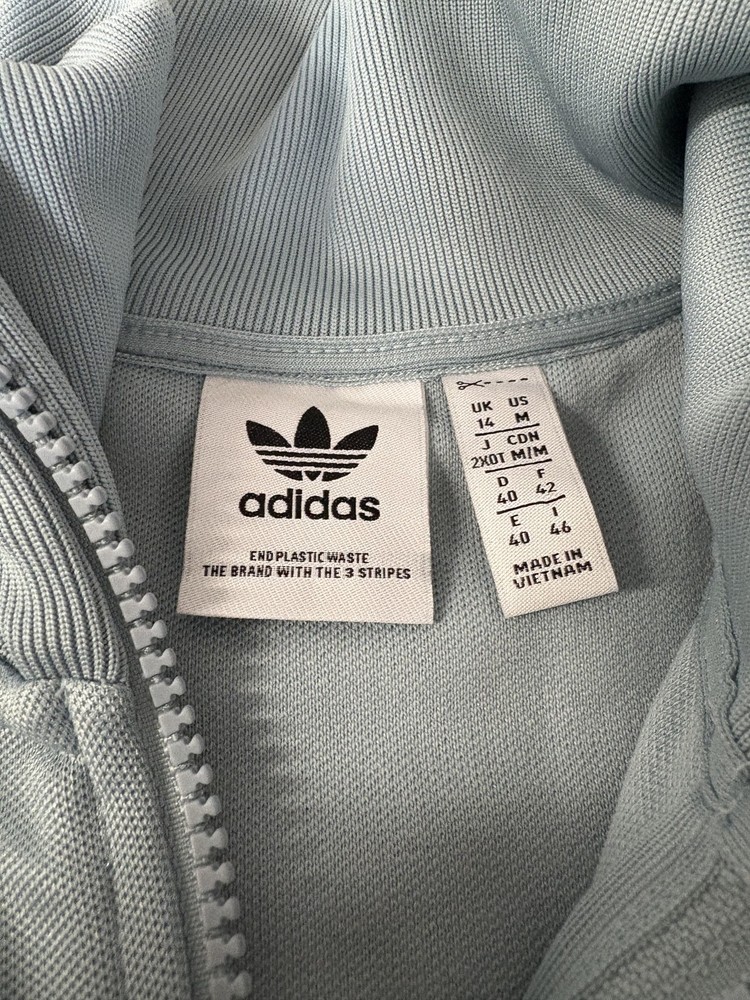 adidas
END PLASTIC WASTE
THE BRAND WITH THE 3 STRIPES
UK US
14 M
J CDN
2XOT M/M
D F
40 42
E I
40 46
MADE IN
VIETNAM